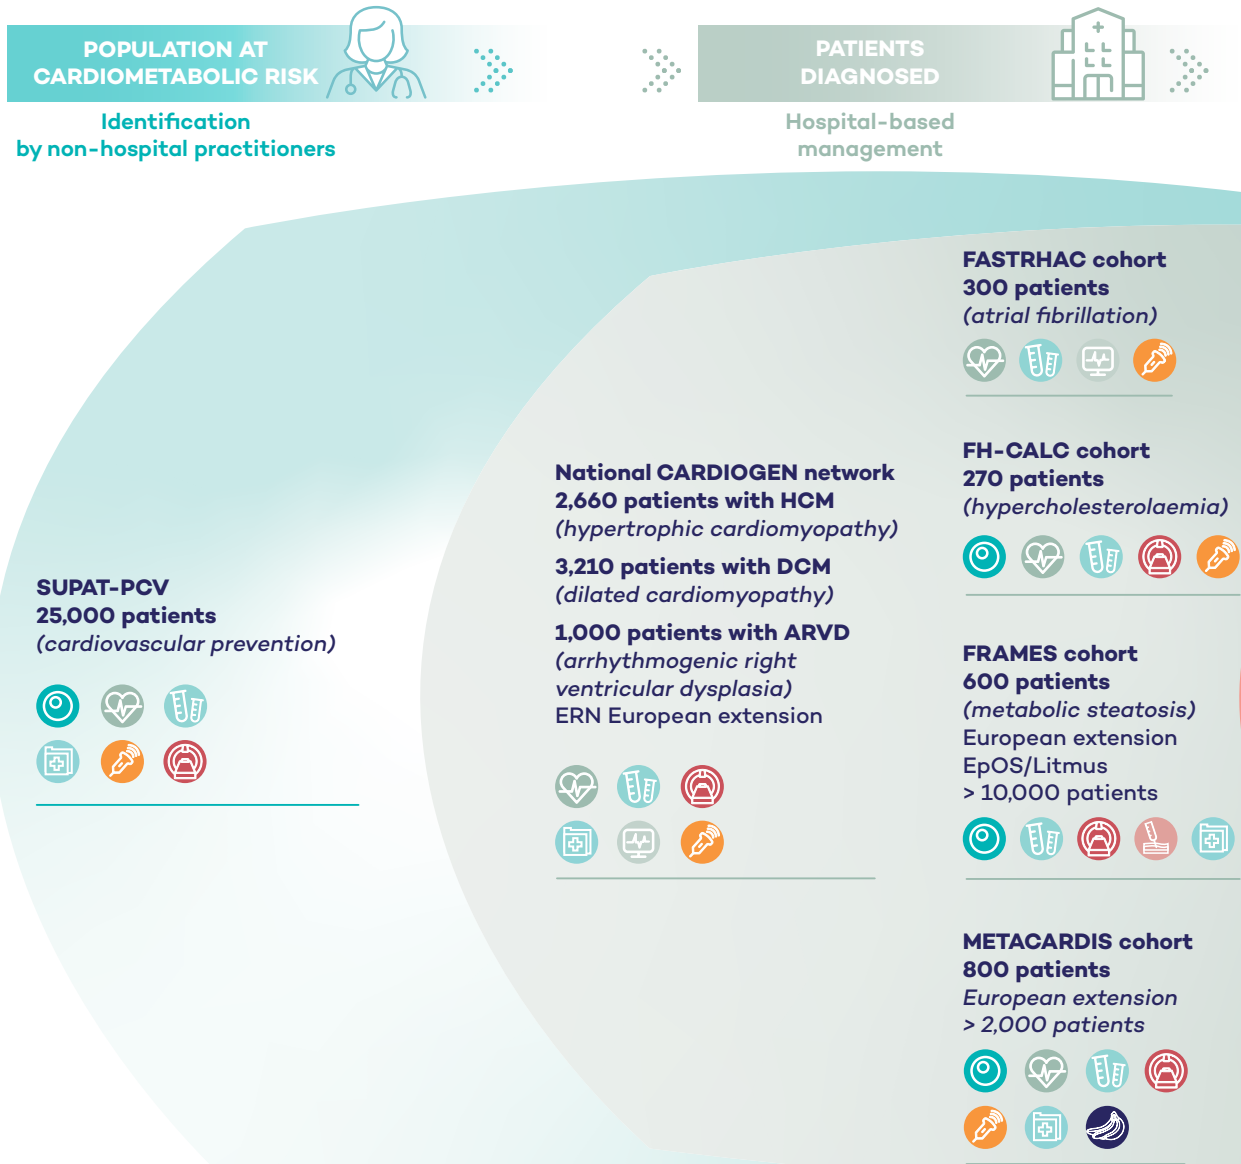 POPULATION AT
CARDIOMETABOLIC RISK
Identification
by non-hospital practitioners
PATIENTS
DIAGNOSED
Hospital-based
management
SUPAT-PCV
25,000 patients
(cardiovascular prevention)
National CARDIOGEN network
2,660 patients with HCM
(hypertrophic cardiomyopathy)
3,210 patients with DCM
(dilated cardiomyopathy)
1,000 patients with ARVD
(arrhythmogenic right
ventricular dysplasia)
ERN European extension
FASTRHAC cohort
300 patients
(atrial fibrillation)
FH-CALC cohort
270 patients
(hypercholesterolaemia)
FRAMES cohort
600 patients
(metabolic steatosis)
European extension
EpOS/Litmus
> 10,000 patients
METACARDIS cohort
800 patients
European extension
> 2,000 patients